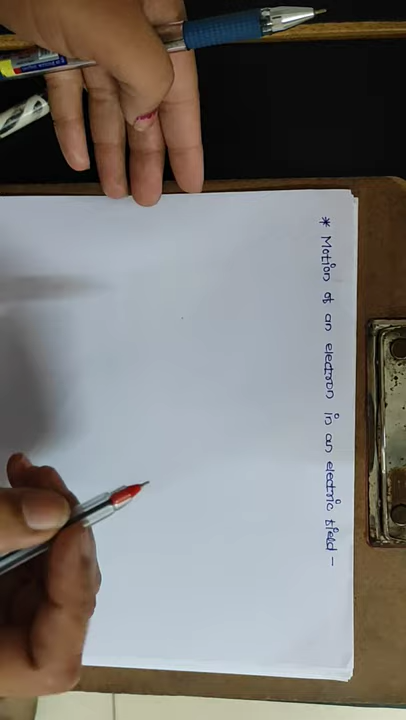 * Motion of an electron in an electric field -